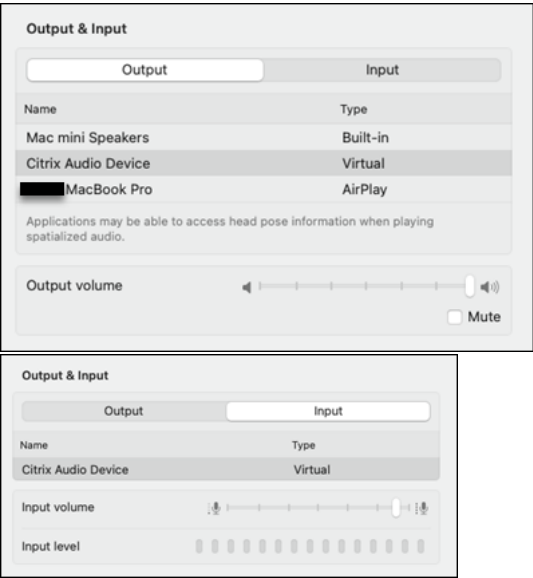 Output & Input
Output Input
Name Type
Mac mini Speakers Built-in
Citrix Audio Device Virtual
MacBook Pro AirPlay
Applications may be able to access head pose information when playing
spatialized audio.
Output volume
Mute
Output & Input
Output Input
Name Type
Citrix Audio Device Virtual
Input volume
Input level